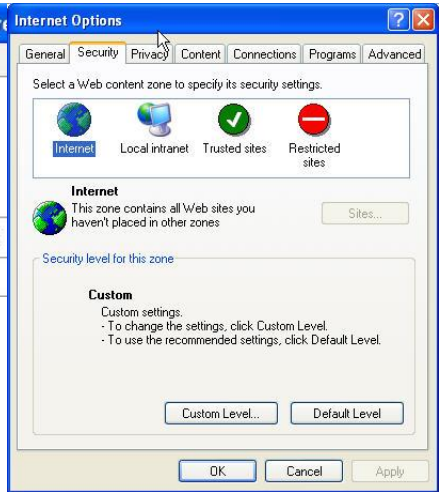 Internet Options
General Security Privacy Content Connections Programs Advanced
Select a Web content zone to specify its security settings.
Internet Local intranet Trusted sites Restricted sites
Internet
This zone contains all Web sites you
haven't placed in other zones
Sites...
Security level for this zone
Custom
Custom settings.
- To change the settings, click Custom Level.
- To use the recommended settings, click Default Level.
Custom Level... Default Level
OK Cancel Apply